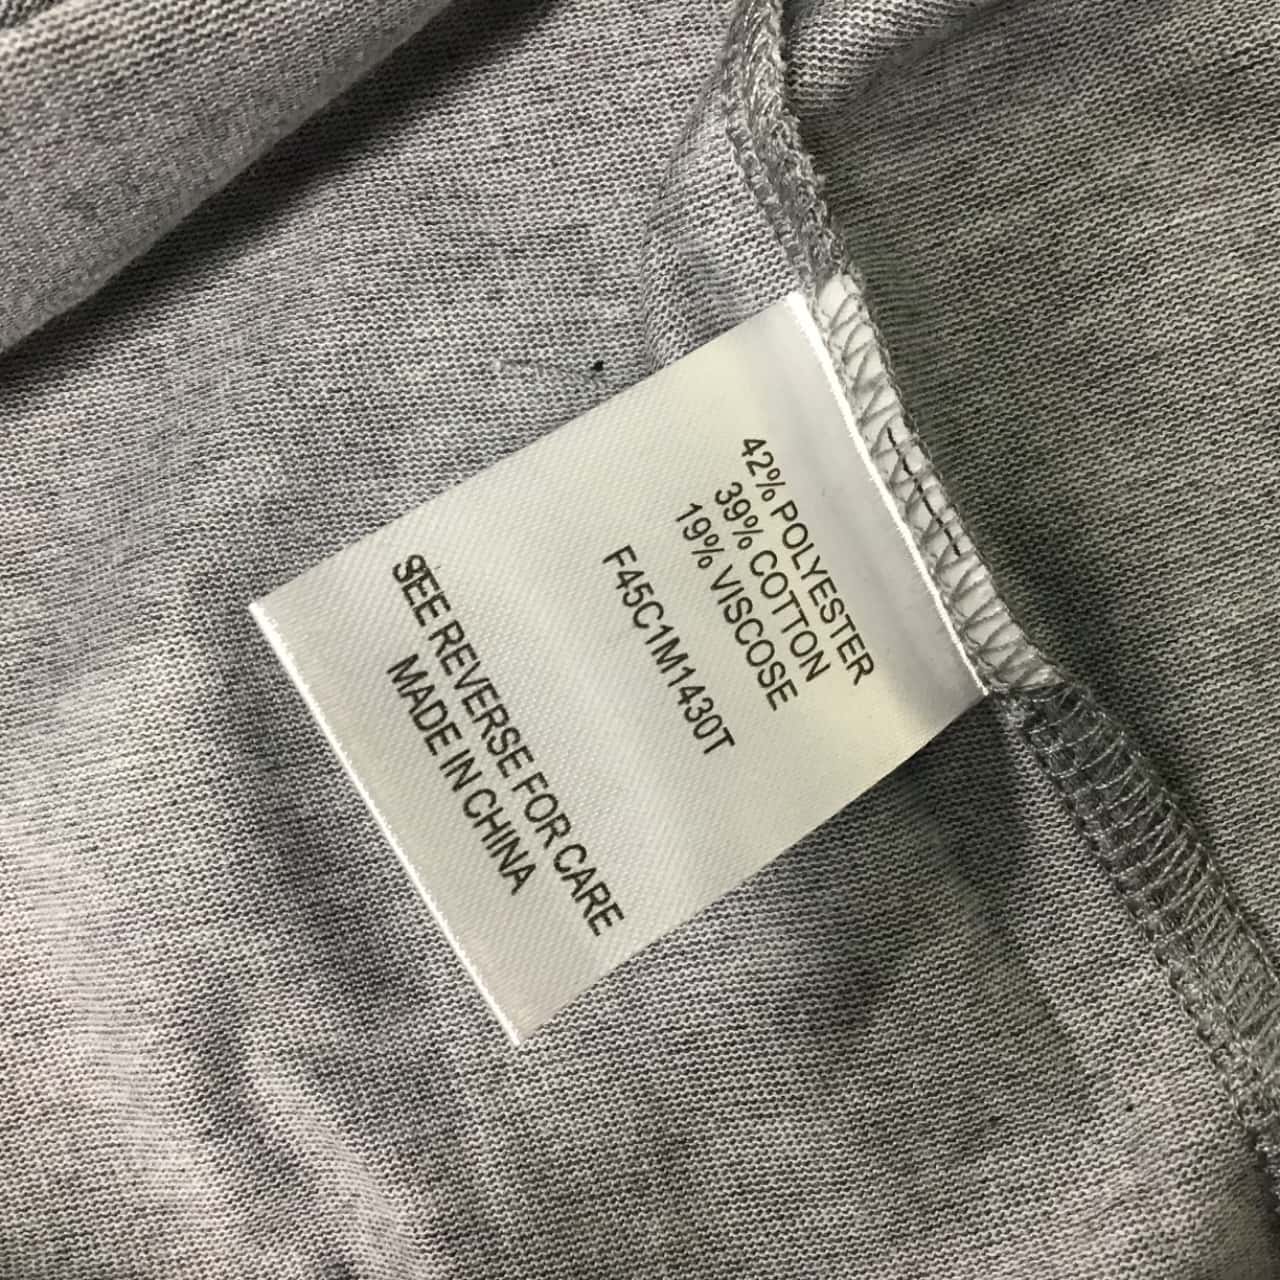 42% POLYESTER
39% COTTON
19% VISCOSE
F45C1M1430T
SEE REVERSE FOR CARE
MADE IN CHINA